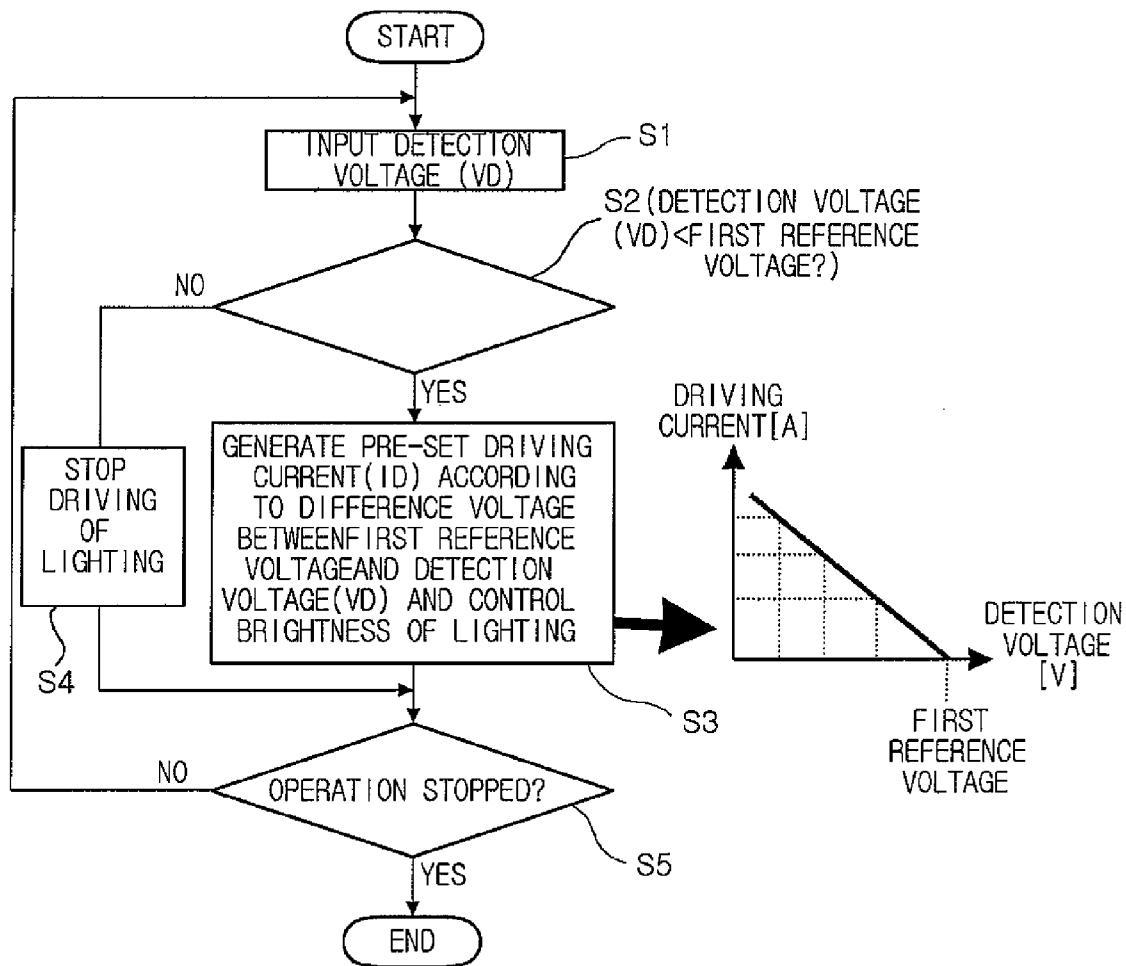 START
INPUT DETECTION
VOLTAGE (VD)
S1
S2(DETECTION VOLTAGE
(VD)<FIRST REFERENCE
VOLTAGE?)
NO
YES
GENERATE PRE-SET DRIVING
CURRENT(ID) ACCORDING
TO DIFFERENCE VOLTAGE
BETWEENFIRST REFERENCE
VOLTAGEAND DETECTION
VOLTAGE(VD) AND CONTROL
BRIGHTNESS OF LIGHTING
S3
STOP
DRIVING
OF
LIGHTING
S4
DRIVING
CURRENT[A]
DETECTION
VOLTAGE
[V]
FIRST
REFERENCE
VOLTAGE
NO
OPERATION STOPPED?
S5
YES
END